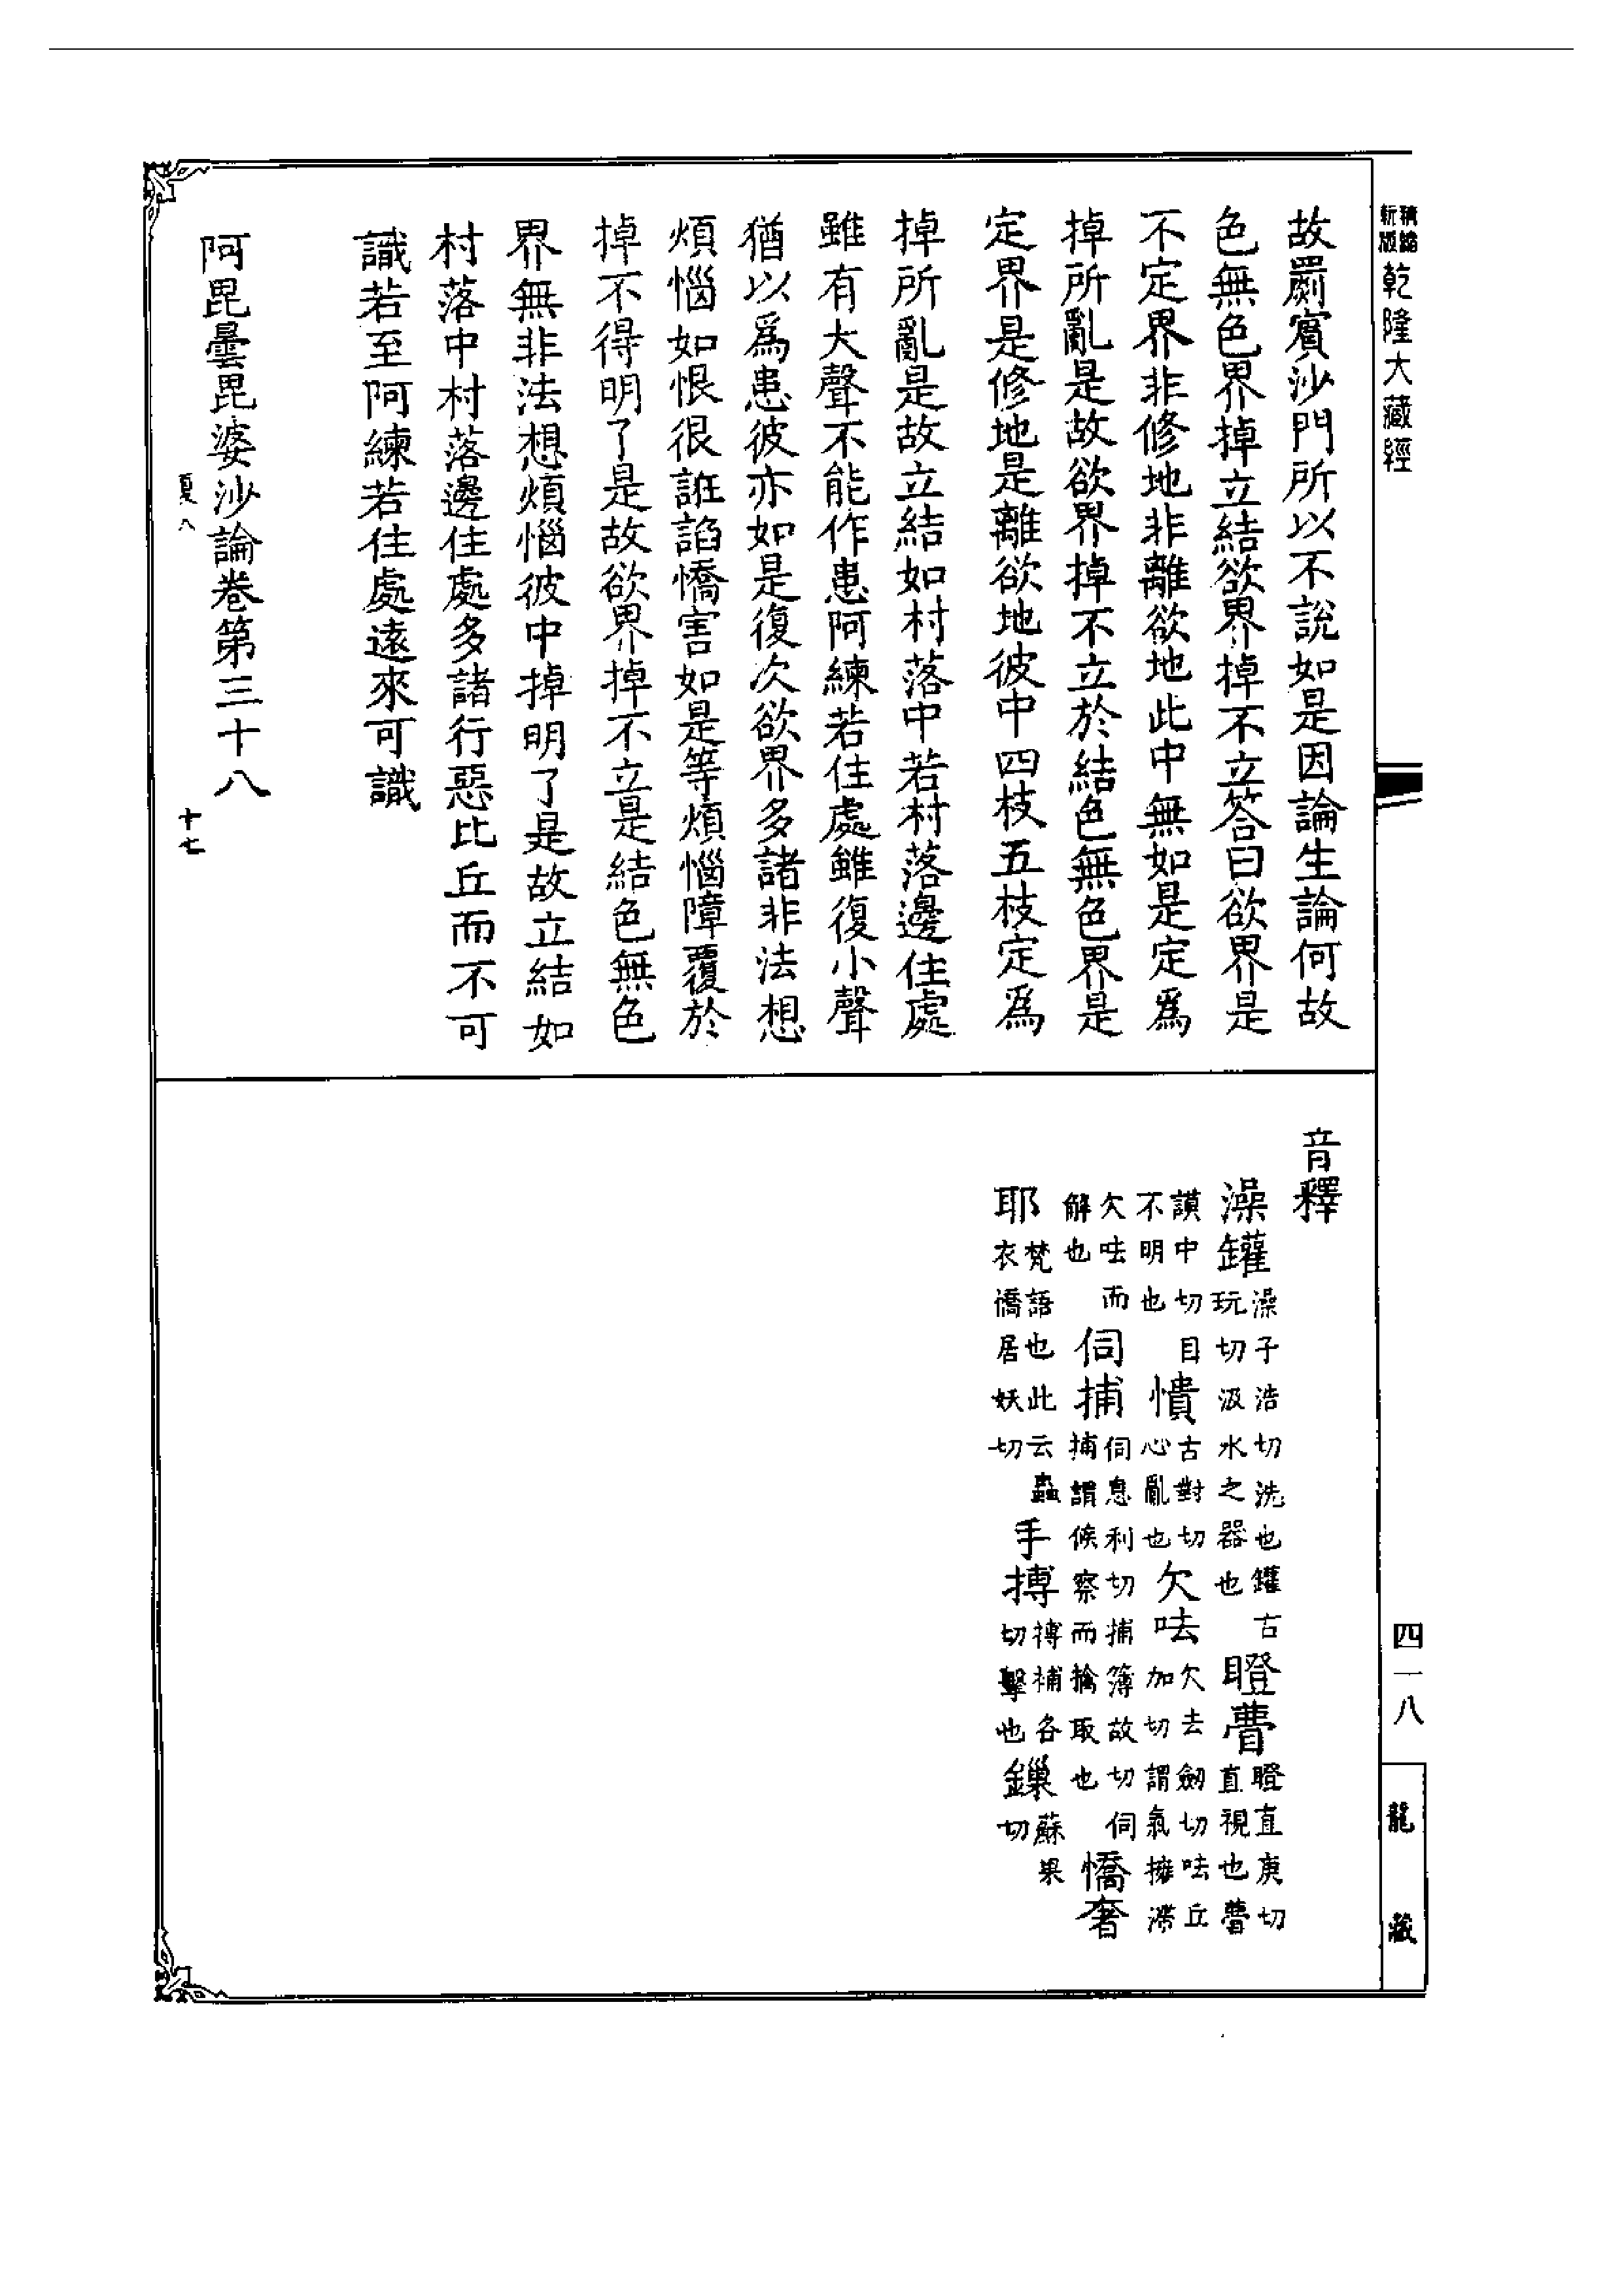 新版精縮乾隆大藏經
故罽賓沙門所以不說如是因論生論何故
色無色界掉立結欲界掉不立答曰欲界是
不定界非修地非離欲地此中無如是定為
掉所亂是故欲界掉不立於結色無色界是
定界是修地是離欲地彼中四枝五枝定為
掉所亂是故立結如村落中若村落邊住處
雖有大聲不能作患阿練若住處雖復小聲
猶以為患彼亦如是復次欲界多諸非法想
煩惱如恨很誑諂憍害如是等煩惱障覆於
掉不得明了是故欲界掉不立是結色無色
界無非法想煩惱彼中掉明了是故立結如
村落中村落邊住處多諸行惡比丘而不可
識若至阿練若住處遠來可識
阿毘曇毘婆沙論卷第三十八
夏八
十七
音釋
澡罐
澡子浩切洗也罐古
玩切汲水之器也
瞪瞢
瞪直庚切
直視也瞢
謨中切目
不明也
憒
古對切
心亂也
欠呿
欠去劒切呿丘
加切謂氣擁滯
欠呿而
解也
伺捕
伺息利切捕簿故切伺
捕謂候察而擒取也
憍奢
耶
梵語也此云蟲
衣憍居妖切
手搏
搏補各
切擊也
鏁
蘇果
切
四一八
龍藏